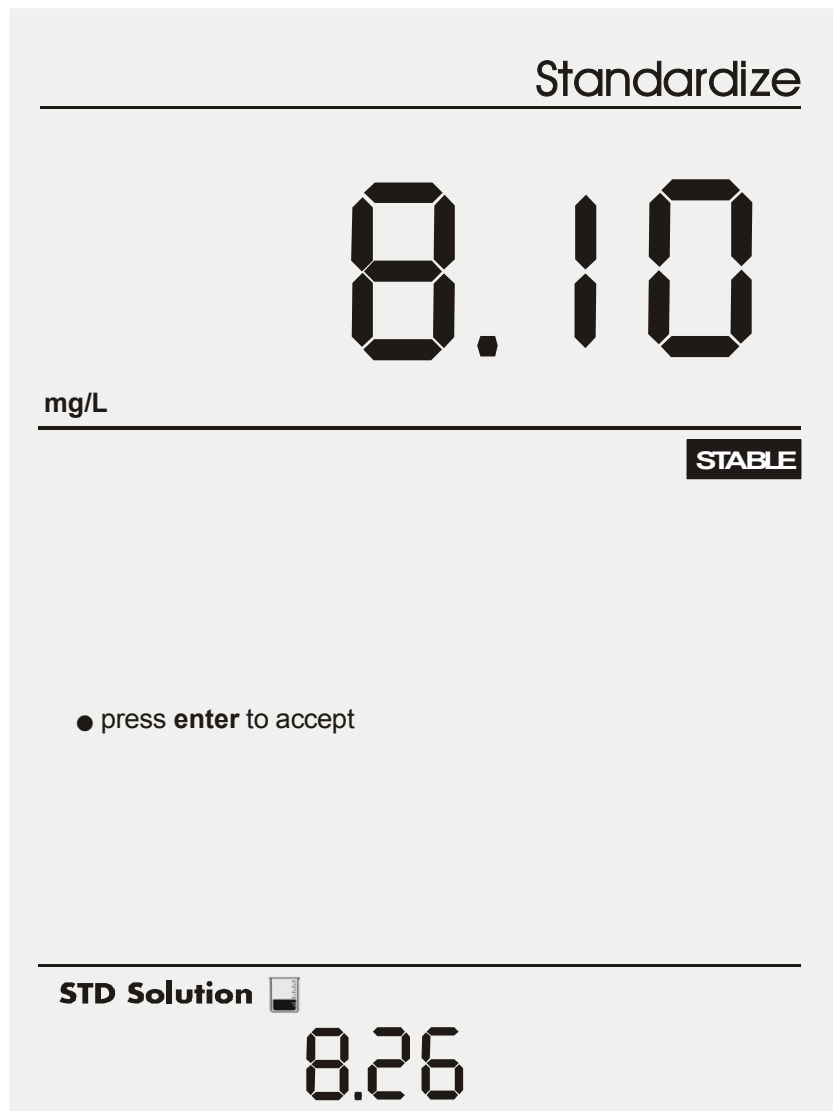 Standardize
8.10
mg/L
STABLE
● press enter to accept
STD Solution
8.26